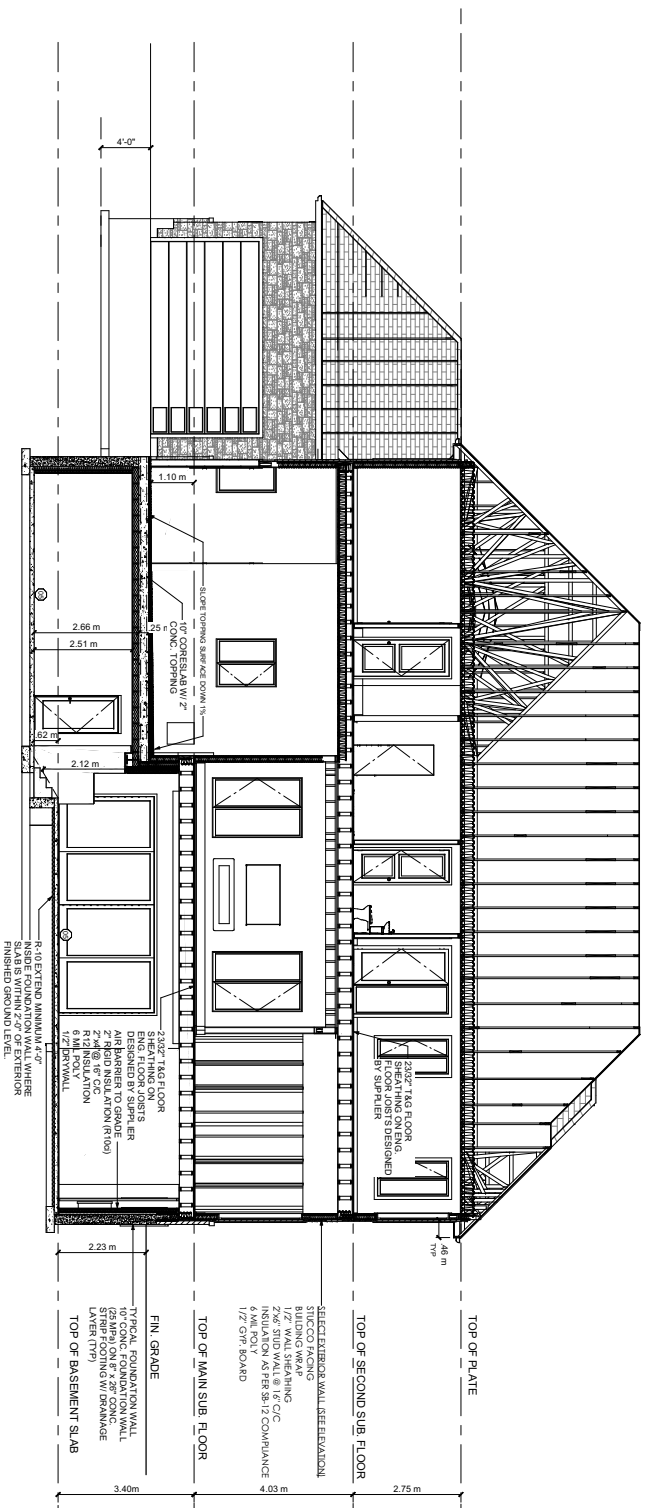 4'-0"
1.10 m
SLOPE TOPPING SURFACE DOWN 1%
10" CORESLAB W/ 2"
CONC. TOPPING
2.66 m
2.51 m
.25 m
.62 m
2.12 m
R-10 EXTEND MINIMUM 4'-0"
INSIDE FOUNDATION WALL WHERE
SLAB IS WITHIN 2'-0" OF EXTERIOR
FINISHED GROUND LEVEL.
23/32" T&G FLOOR
SHEATHING ON
ENG. FLOOR JOISTS
DESIGNED BY SUPPLIER
AIR BARRIER TO GRADE
2" RIGID INSULATION (R10ci)
2"x4"@ 16" C/C
R12 INSULATION
6 MIL POLY
1/2" DRYWALL
23/32" T&G FLOOR
SHEATHING ON ENG.
FLOOR JOISTS DESIGNED
BY SUPPLIER
.46 m
TYP
2.23 m
SELECT EXTERIOR WALL (SEE ELEVATION)
STUCCO FACING
BUILDING WRAP
1/2" WALL SHEATHING
2"x6" STUD WALL @ 16" C/C
INSULATION AS PER SB-12 COMPLIANCE
6 MIL POLY
1/2" GYP. BOARD
TYPICAL FOUNDATION WALL
10" CONC. FOUNDATION WALL
(25 MPa) ON 8" x 26" CONC.
STRIP FOOTING W/ DRAINAGE
LAYER (TYP)
TOP OF PLATE
TOP OF SECOND SUB. FLOOR
TOP OF MAIN SUB. FLOOR
FIN. GRADE
TOP OF BASEMENT SLAB
2.75 m
4.03 m
3.40m